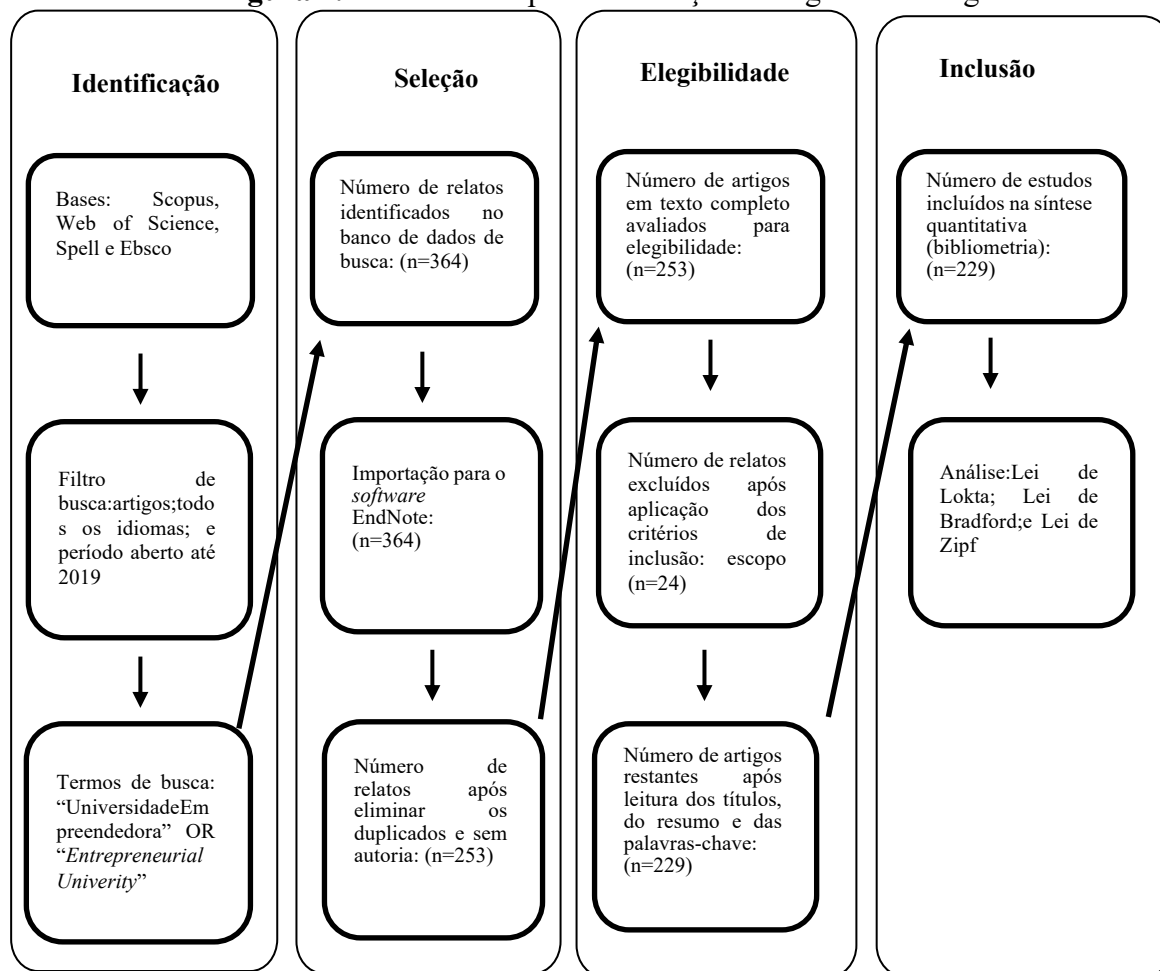 Identificação
Bases: Scopus,
Web of Science,
Spell e Ebsco
Filtro de
busca:artigos;todo
s os idiomas; e
período aberto até
2019
Termos de busca:
“UniversidadeEm
preendedora” OR
“Entrepreneurial
Univerity”
Seleção
Número de relatos
identificados no
banco de dados de
busca: (n=364)
Importação para o
software
EndNote:
(n=364)
Número de
relatos após
eliminar os
duplicados e sem
autoria: (n=253)
Elegibilidade
Número de artigos
em texto completo
avaliados para
elegibilidade:
(n=253)
Número de relatos
excluídos após
aplicação dos
critérios de
inclusão: escopo
(n=24)
Número de artigos
restantes após
leitura dos títulos,
do resumo e das
palavras-chave:
(n=229)
Inclusão
Número de estudos
incluídos na síntese
quantitativa
(bibliometria):
(n=229)
Análise:Lei de
Lokta; Lei de
Bradford;e Lei de
Zipf